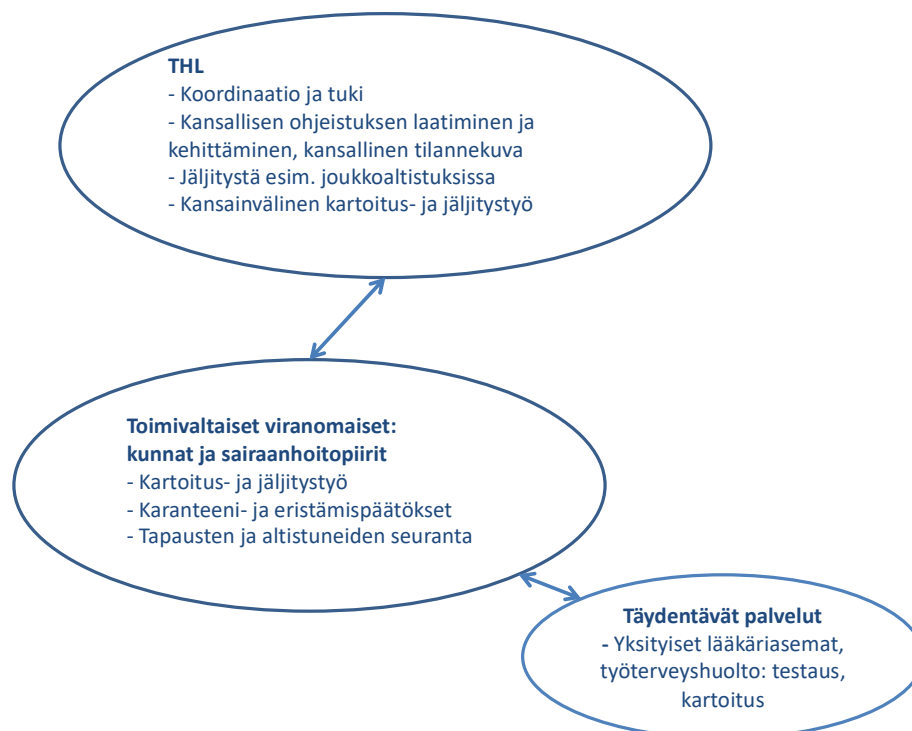 THL
- Koordinaatio ja tuki
- Kansallisen ohjeistuksen laatiminen ja
kehittäminen, kansallinen tilannekuva
- Jäljitystä esim. joukkoaltistuksissa
- Kansainvälinen kartoitus- ja jäljitystyö
Toimivaltaiset viranomaiset:
kunnat ja sairaanhoitopiirit
- Kartoitus- ja jäljitystyö
- Karanteeni- ja eristämispäätökset
- Tapausten ja altistuneiden seuranta
Täydentävät palvelut
- Yksityiset lääkäriasemat,
työterveyshuolto: testaus,
kartoitus